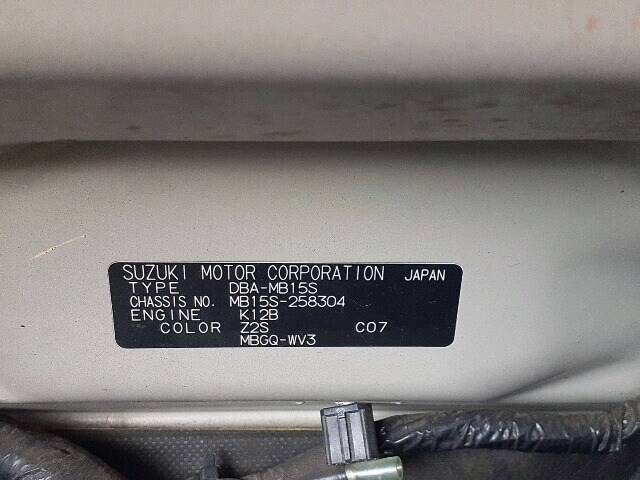 SUZUKI MOTOR CORPORATION JAPAN
TYPE DBA-MB15S
CHASSIS NO. MB15S-258304
ENGINE K12B
COLOR Z2S C07
MBGQ-WV3